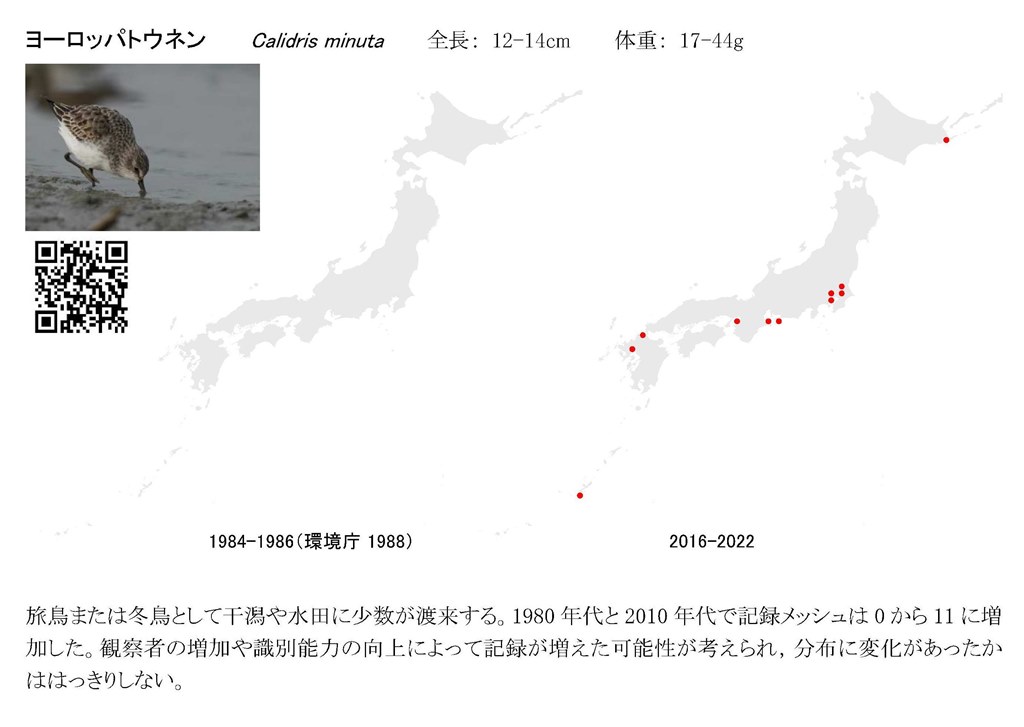 ヨーロッパトウネン Calidris minuta 全長： 12-14cm 体重： 17-44g
1984-1986（環境庁 1988） 2016-2022
旅鳥または冬鳥として干潟や水田に少数が渡来する。1980 年代と 2010 年代で記録メッシュは 0 から 11 に増
加した。観察者の増加や識別能力の向上によって記録が増えた可能性が考えられ，分布に変化があったか
ははっきりしない。